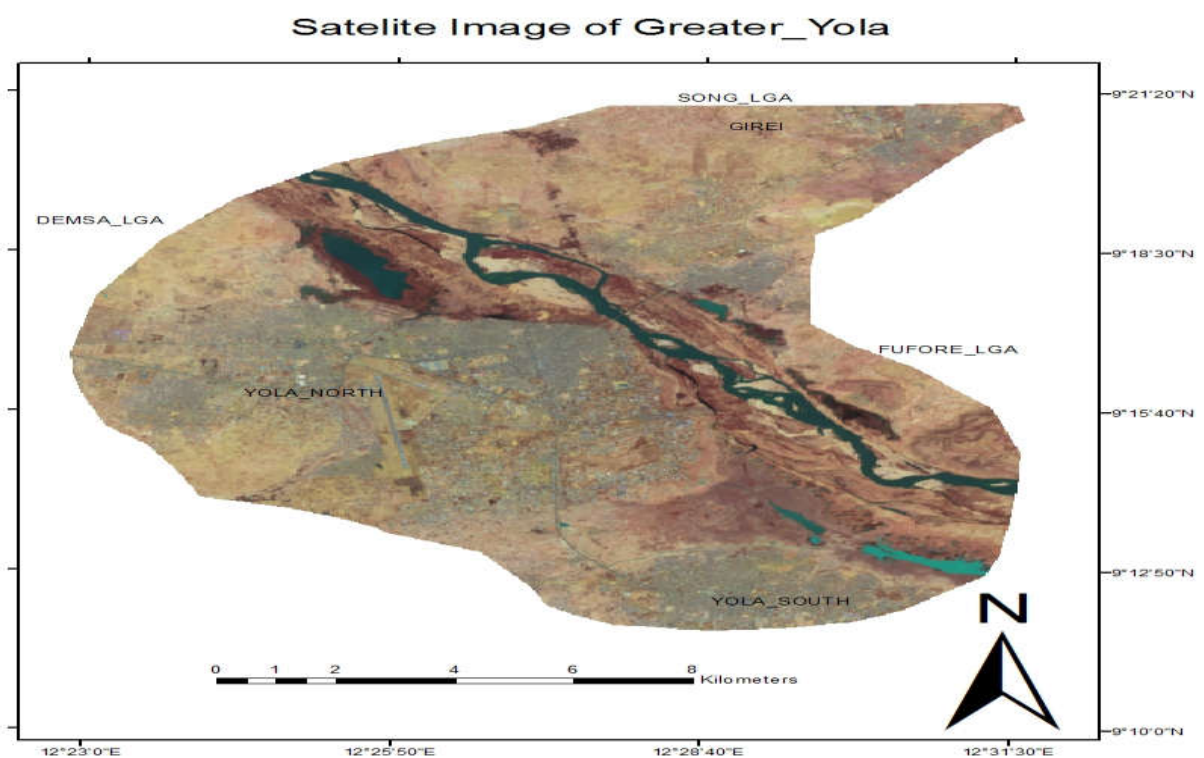 Satelite Image of Greater_Yola
SONG_LGA
9°21'20"N
GIREI
DEMSA_LGA
9°18'30"N
FUFORE_LGA
YOLA_NORTH
9°15'40"N
9°12'50"N
YOLA_SOUTH
N
0 1 2 4 6 8
Kilometers
9°10'0"N
12°23'0"E 12°25'50"E 12°28'40"E 12°31'30"E